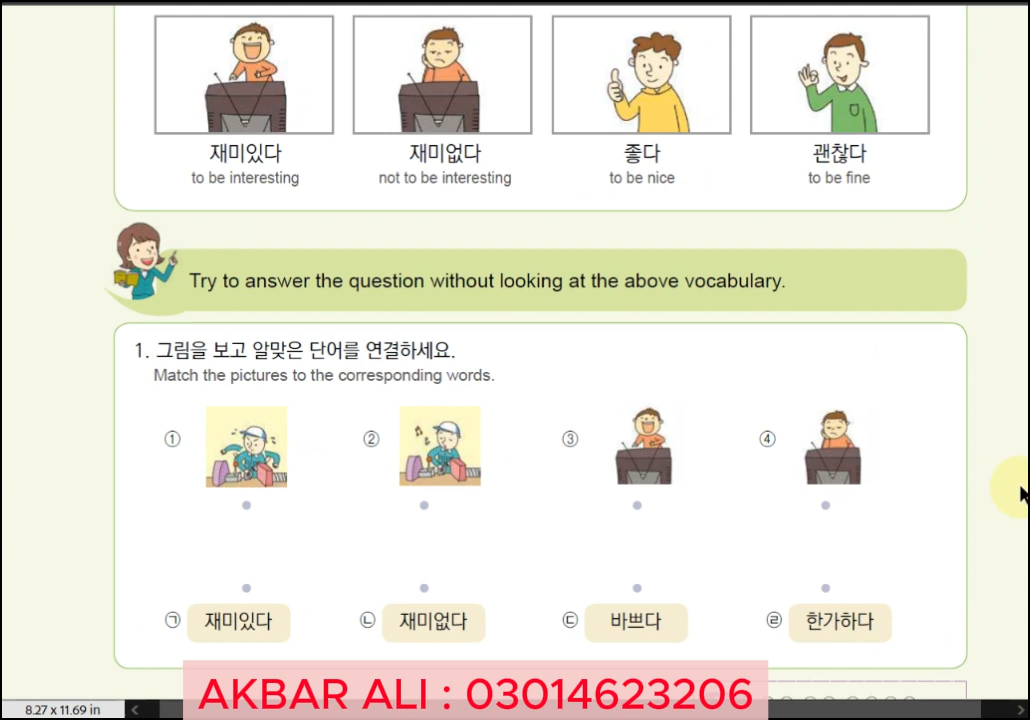 재미있다 재미없다 좋다 괜찮다
to be interesting not to be interesting to be nice to be fine
Try to answer the question without looking at the above vocabulary.
1. 그림을 보고 알맞은 단어를 연결하세요.
Match the pictures to the corresponding words.
① ② ③ ④
㉠ 재미있다 ㉡ 재미없다 ㉢ 바쁘다 ㉣ 한가하다
AKBAR ALI : 03014623206
8.27 x 11.69 in